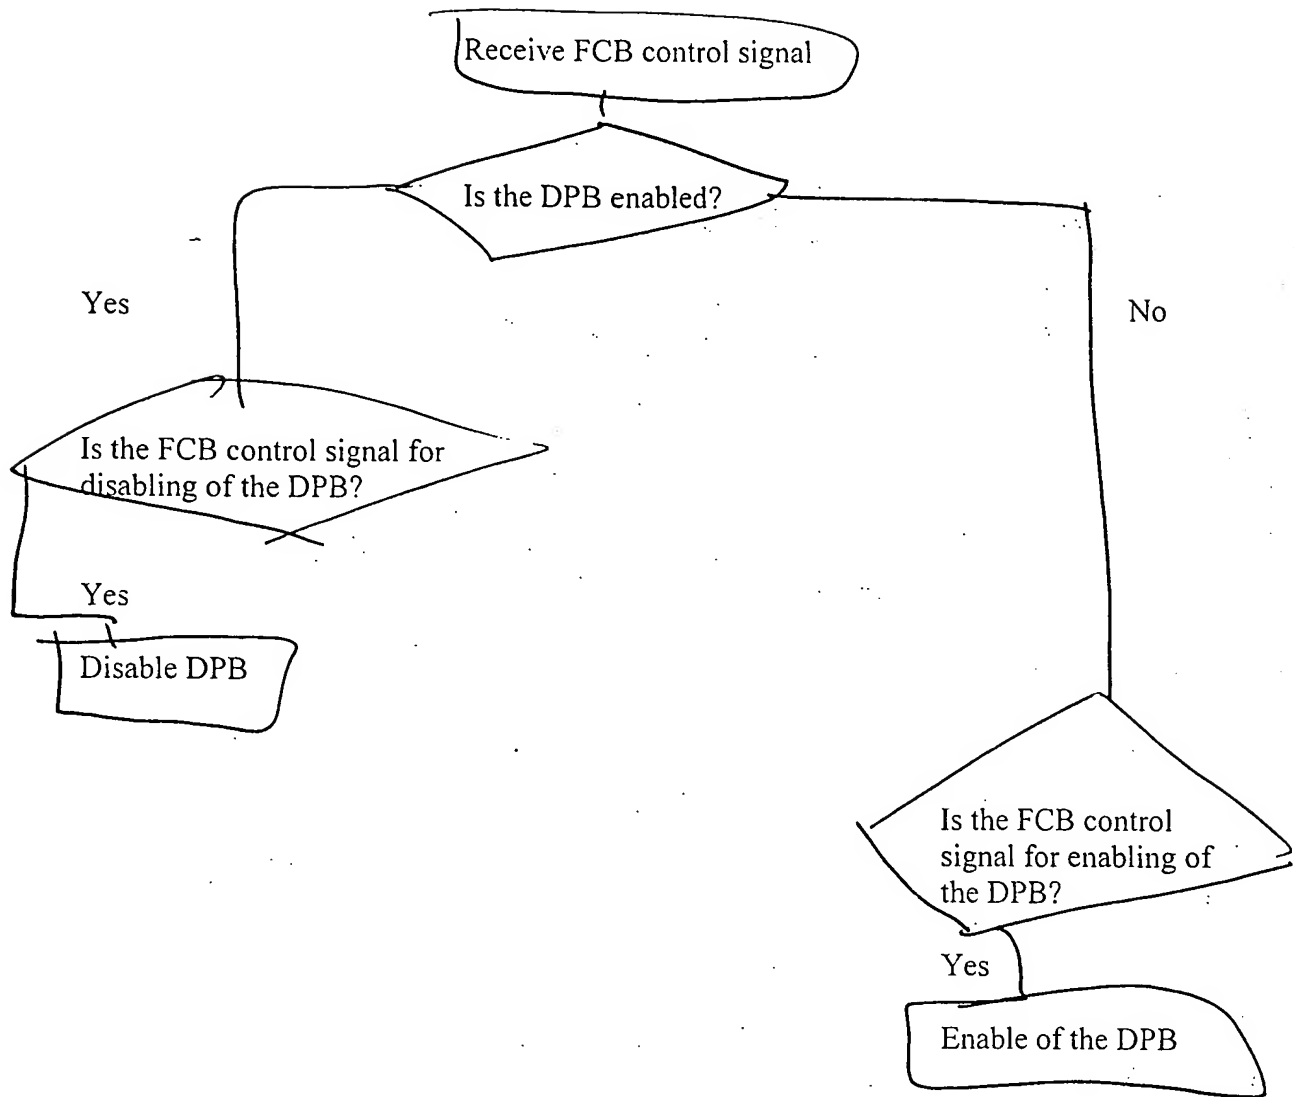 Receive FCB control signal
Is the DPB enabled?
Yes
No
Is the FCB control signal for
disabling of the DPB?
Yes
Disable DPB
Is the FCB control
signal for enabling of
the DPB?
Yes
Enable of the DPB